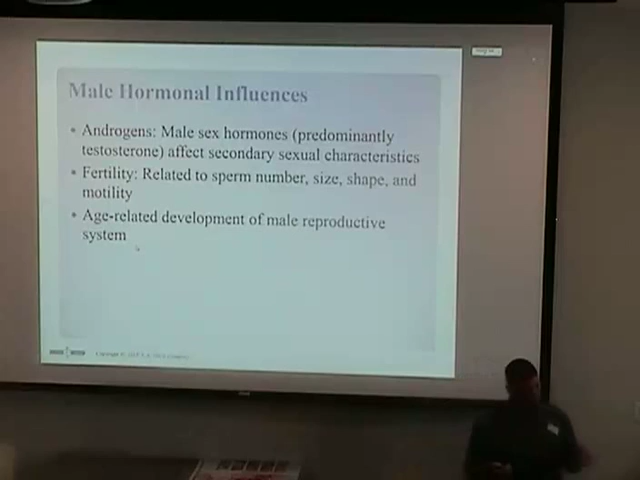 Male Hormonal Influences
• Androgens: Male sex hormones (predominantly
testosterone) affect secondary sexual characteristics
• Fertility: Related to sperm number, size, shape, and
motility
• Age-related development of male reproductive
system